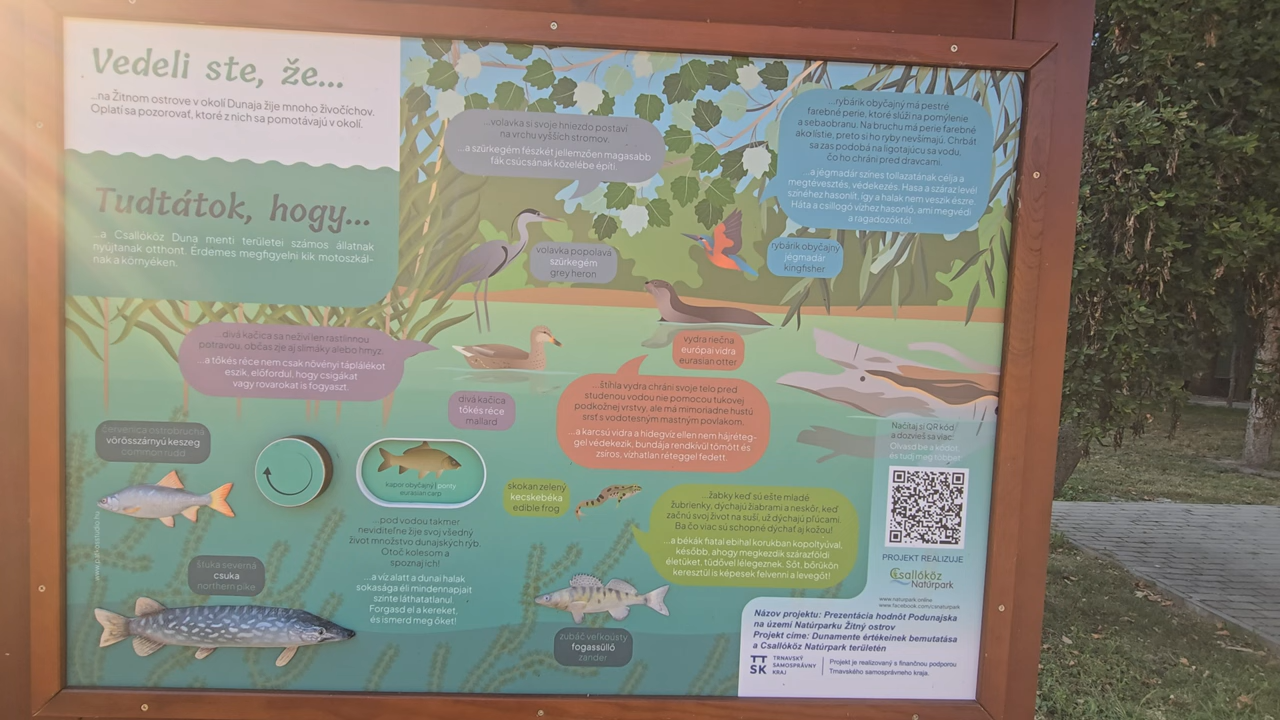 Vedeli ste, že...
...na Žitnom ostrove v okolí Dunaja žije mnoho živočíchov.
Oplatí sa pozorovať, ktoré z nich sa pomotávajú v okolí.
Tudtátok, hogy...
...a Csallóköz Duna menti területei számos állatnak
nyújtanak otthont. Érdemes megfigyelni kik motoszkál-
nak a környéken.
...volavka si svoje hniezdo postaví
na vrchu vyšších stromov.
...a szürkegém fészkét jellemzően magasabb
fák csúcsának közelébe építi.
...rybárik obyčajný má pestré
farebné perie, ktoré slúži na pomýlenie
a sebaobranu. Na bruchu má perie farebné
ako lístie, preto si ho ryby nevšímajú. Chrbát
sa zas podobá na ligotajúcu sa vodu,
čo ho chráni pred dravcami.
...a jégmadár színes tollazatának célja a
megtévesztés, védekezés. Hasa a száraz levél
színéhez hasonlít, így a halak nem veszik észre.
Háta a csillogó vízhez hasonló, ami megvédi
a ragadozóktól.
volavka popolavá
szürkegém
grey heron
rybárik obyčajný
jégmadár
kingfisher
...divá kačica sa neživí len rastlinnou
potravou, občas zje aj slimáky alebo hmyz.
...a tőkés réce nem csak növényi táplálékot
eszik, előfordul, hogy csigákat
vagy rovarokat is fogyaszt.
vydra riečna
európai vidra
eurasian otter
divá kačica
tőkés réce
mallard
...štíhla vydra chráni svoje telo pred
studenou vodou nie pomocou tukovej
podkožnej vrstvy, ale má mimoriadne hustú
srsť s vodotesným mastným povlakom.
...a karcsú vidra a hideg víz ellen nem hájréteg-
gel védekezik, bundája rendkívül tömött és
zsíros, vízhatlan réteggel fedett.
červenica ostrobruchá
vörösszárnyú keszeg
common rudd
kapor obyčajný | ponty
eurasian carp
skokan zelený
kecskebéka
edible frog
Načítaj si QR kód
a dozvieš sa viac:
Olvasd be a kódot,
és tudj meg többet:
...žabky keď sú ešte mladé
žubrienky, dýchajú žiabrami a neskôr, keď
začnú svoj život na suši, už dýchajú pľúcami.
Ba čo viac sú schopné dýchať aj kožou!
...a békák fiatal ebihal korukban kopoltyúval,
később, ahogy megkezdik szárazföldi
életüket, tüdővel lélegeznek. Sőt, bőrükön
keresztül is képesek felvenni a levegőt!
...pod vodou takmer
neviditeľne žije svoj všedný
život množstvo dunajských rýb.
Otoč kolesom a
spoznaj ich!
...a víz alatt a dunai halak
sokasága éli mindennapjait
szinte láthatatlanul.
Forgasd el a kereket,
és ismerd meg őket!
šťuka severná
csuka
northern pike
zubáč veľkoústy
fogassüllő
zander
PROJEKT REALIZUJE
Csallóköz
Natúrpark
www.naturpark.online
www.facebook.com/csnaturpark
Názov projektu: Prezentácia hodnôt Podunajska
na území Natúrparku Žitný ostrov
Projekt címe: Dunamente értékeinek bemutatása
a Csallóköz Natúrpark területén
TT
SK
TRNAVSKÝ
SAMOSPRÁVNY
KRAJ
Projekt je realizovaný s finančnou podporou
Trnavského samosprávneho kraja.